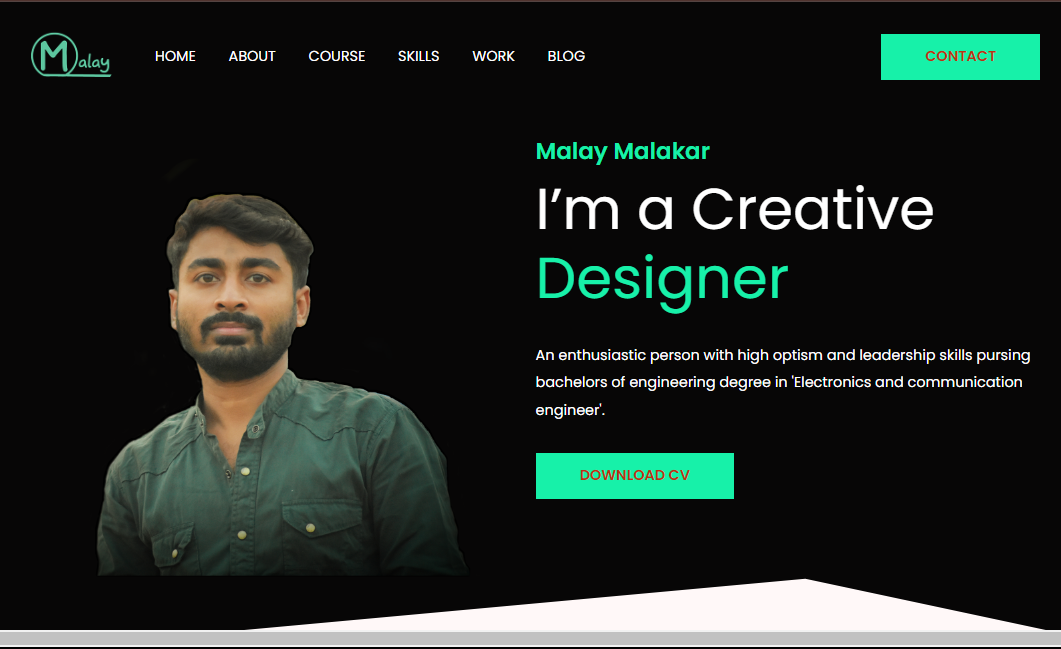 Malay
HOME ABOUT COURSE SKILLS WORK BLOG
CONTACT
Malay Malakar
I’m a Creative
Designer
An enthusiastic person with high optism and leadership skills pursing
bachelors of engineering degree in 'Electronics and communication
engineer'.
DOWNLOAD CV